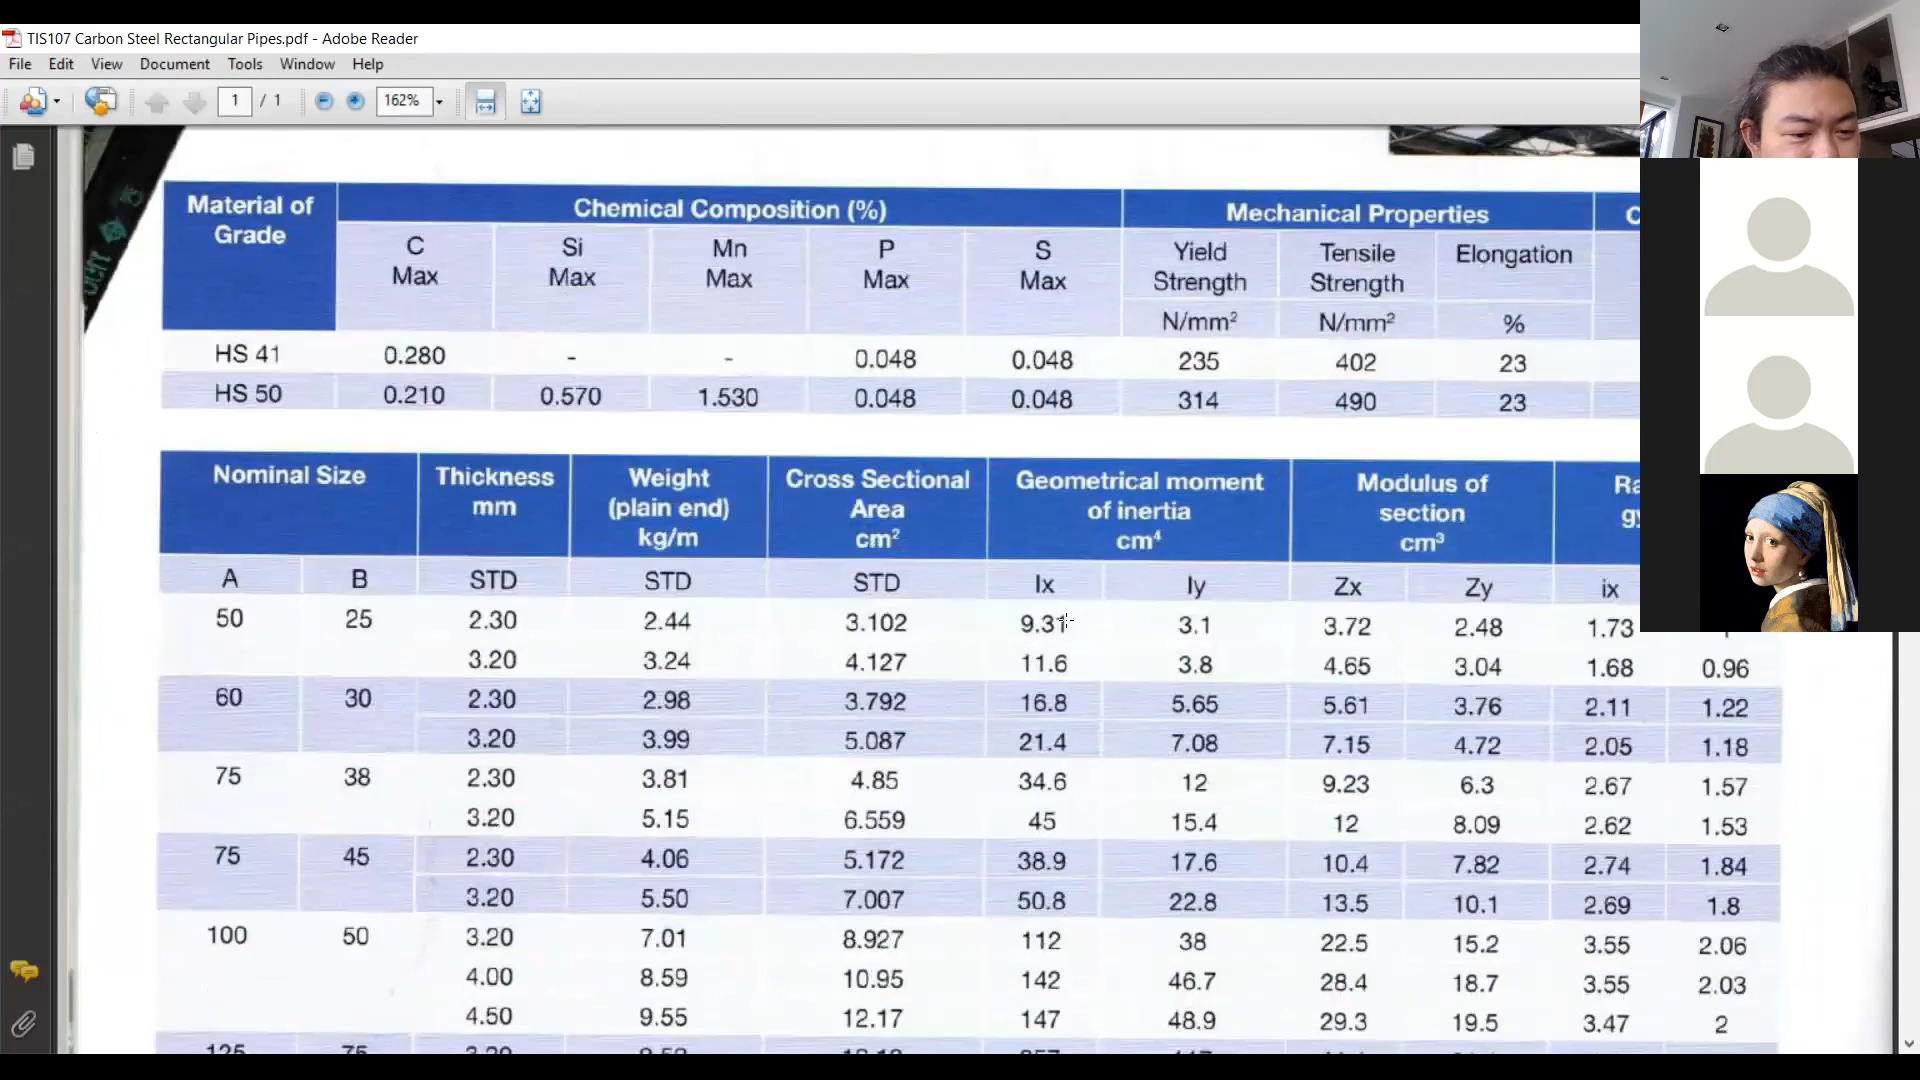 TIS107 Carbon Steel Rectangular Pipes.pdf - Adobe Reader
File Edit View Document Tools Window Help
1 / 1 162%
Material of Grade Chemical Composition (%) Mechanical Properties
C Max Si Max Mn Max P Max S Max Yield Strength Tensile Strength Elongation
N/mm² N/mm² %
HS 41 0.280 - - 0.048 0.048 235 402 23
HS 50 0.210 0.570 1.530 0.048 0.048 314 490 23
Nominal Size Thickness mm Weight (plain end) kg/m Cross Sectional Area cm² Geometrical moment of inertia cm⁴ Modulus of section cm³
A B STD STD STD Ix Iy Zx Zy ix
50 25 2.30 2.44 3.102 9.31 3.1 3.72 2.48 1.73
3.20 3.24 4.127 11.6 3.8 4.65 3.04 1.68 0.96
60 30 2.30 2.98 3.792 16.8 5.65 5.61 3.76 2.11 1.22
3.20 3.99 5.087 21.4 7.08 7.15 4.72 2.05 1.18
75 38 2.30 3.81 4.85 34.6 12 9.23 6.3 2.67 1.57
3.20 5.15 6.559 45 15.4 12 8.09 2.62 1.53
75 45 2.30 4.06 5.172 38.9 17.6 10.4 7.82 2.74 1.84
3.20 5.50 7.007 50.8 22.8 13.5 10.1 2.69 1.8
100 50 3.20 7.01 8.927 112 38 22.5 15.2 3.55 2.06
4.00 8.59 10.95 142 46.7 28.4 18.7 3.55 2.03
4.50 9.55 12.17 147 48.9 29.3 19.5 3.47 2
125 75 3.20